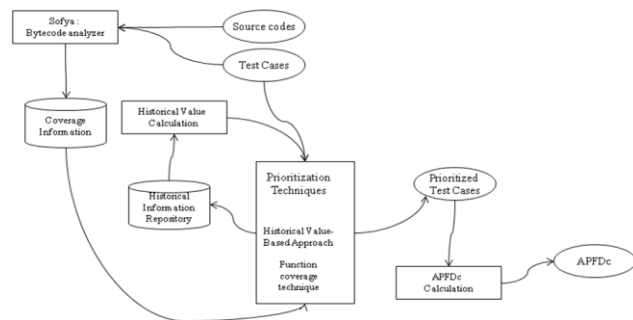 Sofya :
Bytecode analyzer
Source codes
Test Cases
Coverage
Information
Historical Value
Calculation
Historical
Information
Repository
Prioritization
Techniques
Historical Value-
Based Approach
Function
coverage
technique
Prioritized
Test Cases
APFDc
Calculation
APFDc